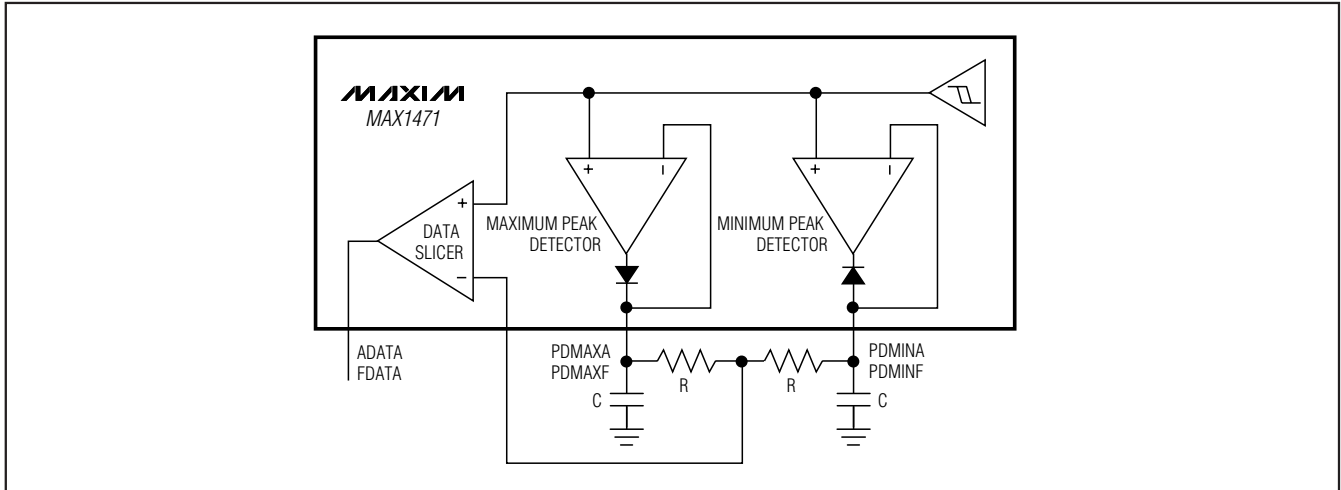 MAXIM
MAX1471
+
-
+
-
MAXIMUM PEAK
DETECTOR
MINIMUM PEAK
DETECTOR
+
DATA
SLICER
-
ADATA
FDATA
PDMAXA
PDMAXF
R
R
PDMINA
PDMINF
C
C